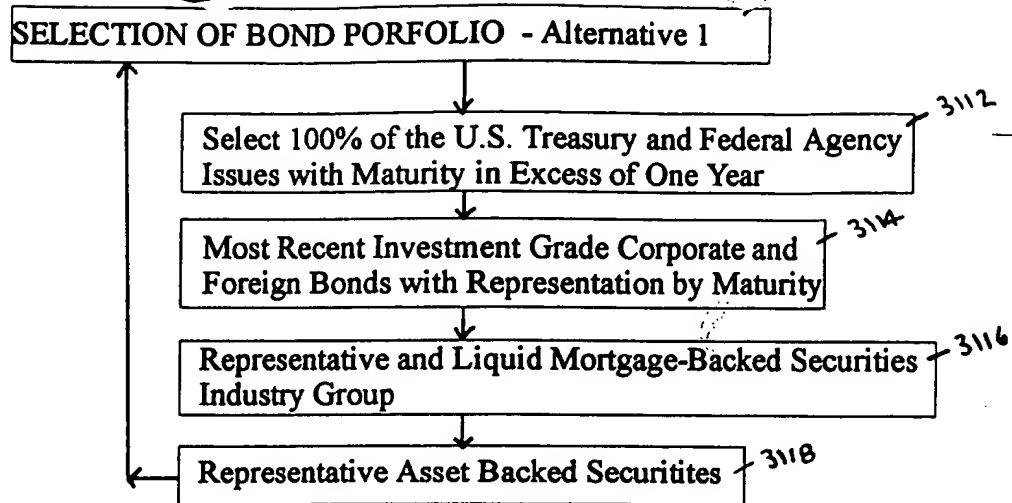 SELECTION OF BOND PORFOLIO - Alternative 1
3112
Select 100% of the U.S. Treasury and Federal Agency
Issues with Maturity in Excess of One Year
3114
Most Recent Investment Grade Corporate and
Foreign Bonds with Representation by Maturity
3116
Representative and Liquid Mortgage-Backed Securities
Industry Group
3118
Representative Asset Backed Securitites